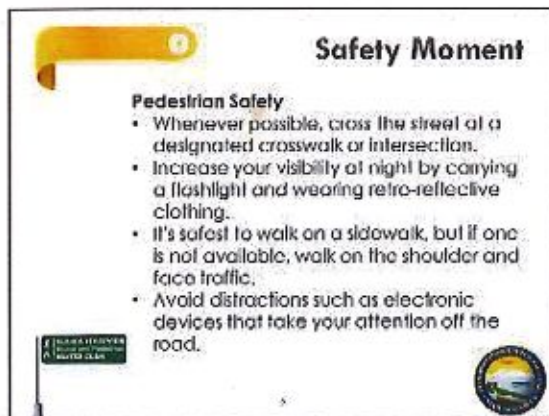 Safety Moment
Pedestrian Safety
• Whenever possible, cross the street at a
designated crosswalk or intersection.
• Increase your visibility at night by carrying
a flashlight and wearing retro-reflective
clothing.
• It's safest to walk on a sidewalk, but if one
is not available, walk on the shoulder and
face traffic.
• Avoid distractions such as electronic
devices that take your attention off the
road.
MASTER PLAN